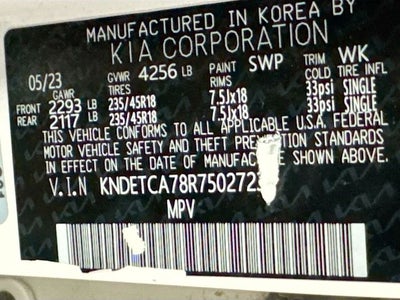 MANUFACTURED IN KOREA BY
KIA CORPORATION
05/23 GVWR 4256 LB PAINT SWP TRIM WK
GAWR TIRES RIMS COLD TIRE INFL
FRONT 2293 LB 235/45R18 7.5Jx18 33psi SINGLE
REAR 2117 LB 235/45R18 7.5Jx18 33psi SINGLE
THIS VEHICLE CONFORMS TO ALL APPLICABLE U.S.A. FEDERAL
MOTOR VEHICLE SAFETY AND THEFT STANDARDS
IN EFFECT ON THE DATE OF MANUFAC SHOWN ABOVE.
V.I.N KNDETCA78R750272
MPV